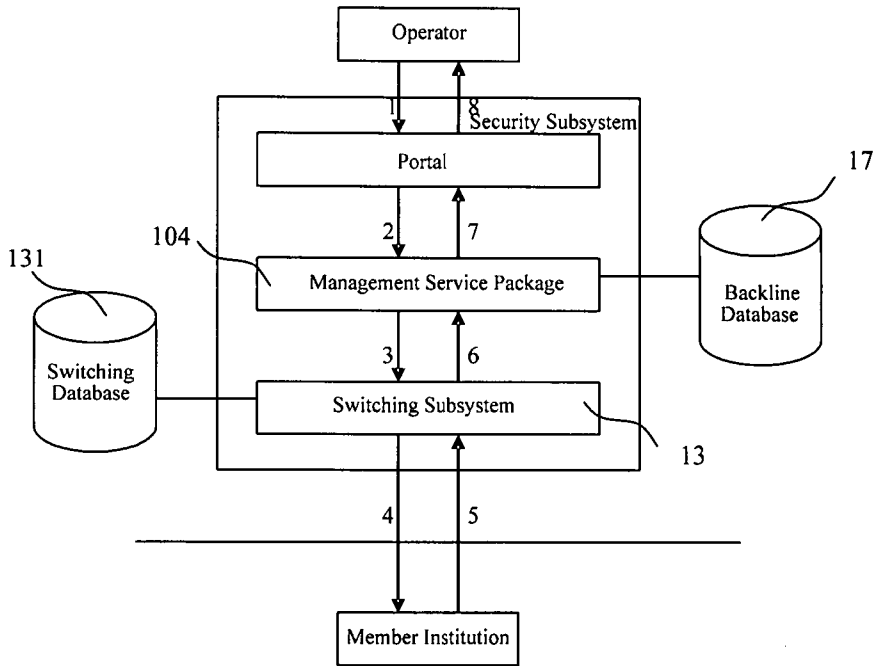 Operator
1
8
Security Subsystem
Portal
17
2
7
104
131
Management Service Package
Backline
Database
3
6
Switching
Database
Switching Subsystem
13
4
5
Member Institution